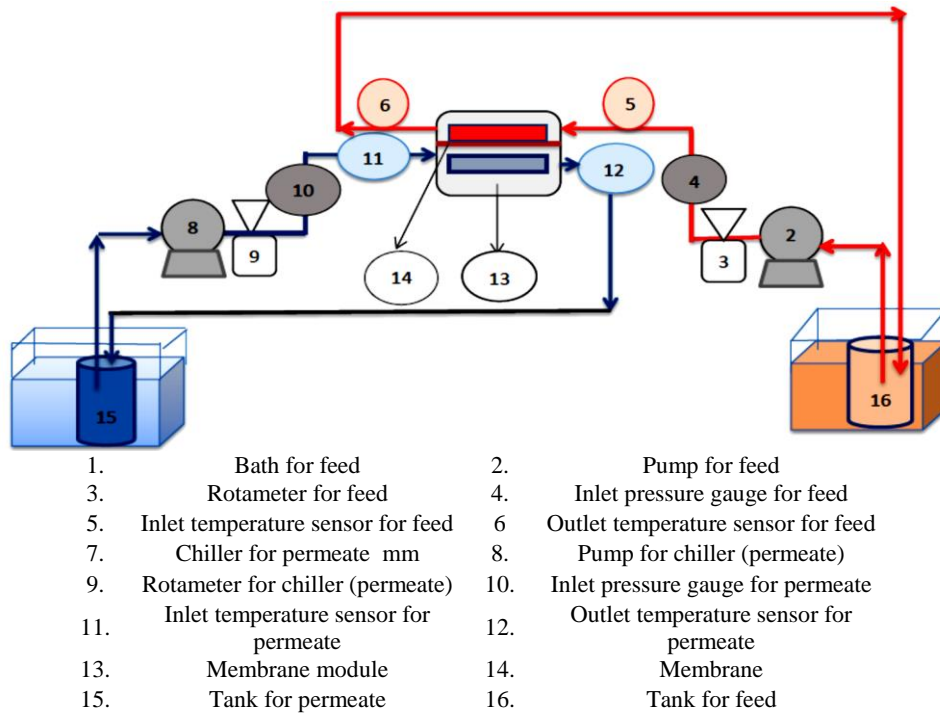 6
5
11
12
10
4
8
9
3
2
14
13
15
16
1. Bath for feed 2. Pump for feed
3. Rotameter for feed 4. Inlet pressure gauge for feed
5. Inlet temperature sensor for feed 6 Outlet temperature sensor for feed
7. Chiller for permeate mm 8. Pump for chiller (permeate)
9. Rotameter for chiller (permeate) 10. Inlet pressure gauge for permeate
11. Inlet temperature sensor for
permeate 12. Outlet temperature sensor for
permeate
13. Membrane module 14. Membrane
15. Tank for permeate 16. Tank for feed